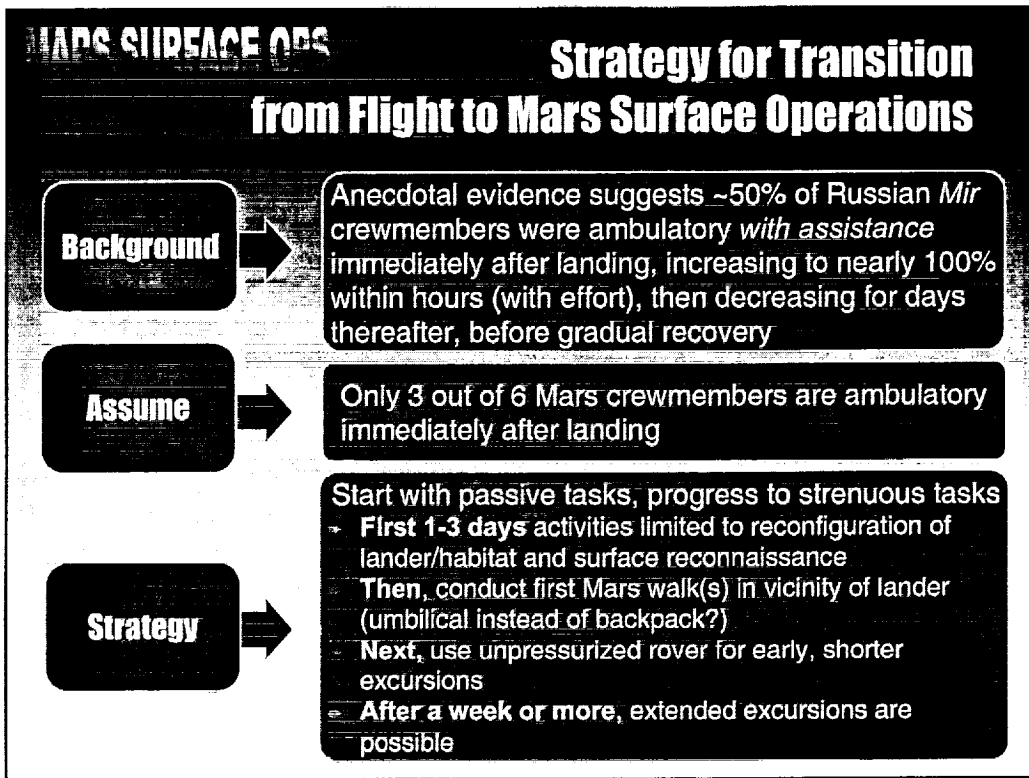 MARS SURFACE OPS
Strategy for Transition
from Flight to Mars Surface Operations
Background
Anecdotal evidence suggests ~50% of Russian Mir
crewmembers were ambulatory with assistance
immediately after landing, increasing to nearly 100%
within hours (with effort), then decreasing for days
thereafter, before gradual recovery
Assume
Only 3 out of 6 Mars crewmembers are ambulatory
immediately after landing
Strategy
Start with passive tasks, progress to strenuous tasks
First 1-3 days activities limited to reconfiguration of
lander/habitat and surface reconnaissance
Then, conduct first Mars walk(s) in vicinity of lander
(umbilical instead of backpack?)
Next, use unpressurized rover for early, shorter
excursions
After a week or more, extended excursions are
possible